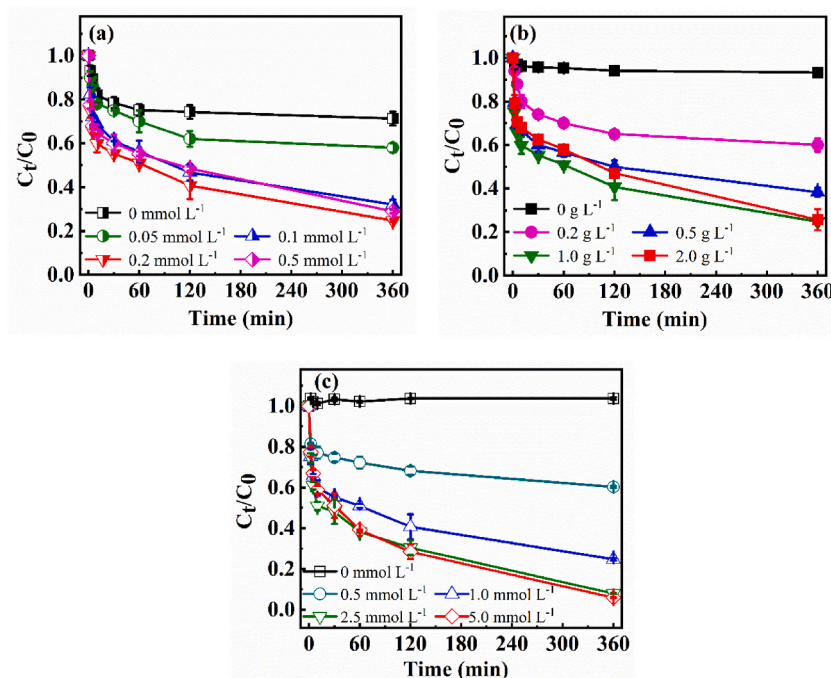 (a)
1.0
0.8
0.6
0.4
0.2
0.0
Cₜ/C₀
0 mmol L⁻¹
0.05 mmol L⁻¹
0.1 mmol L⁻¹
0.2 mmol L⁻¹
0.5 mmol L⁻¹
0 60 120 180 240 300 360
Time (min)
(b)
1.0
0.8
0.6
0.4
0.2
0.0
Cₜ/C₀
0 g L⁻¹
0.2 g L⁻¹
0.5 g L⁻¹
1.0 g L⁻¹
2.0 g L⁻¹
0 60 120 180 240 300 360
Time (min)
(c)
1.0
0.8
0.6
0.4
0.2
0.0
Cₜ/C₀
0 mmol L⁻¹
0.5 mmol L⁻¹
1.0 mmol L⁻¹
2.5 mmol L⁻¹
5.0 mmol L⁻¹
0 60 120 180 240 300 360
Time (min)